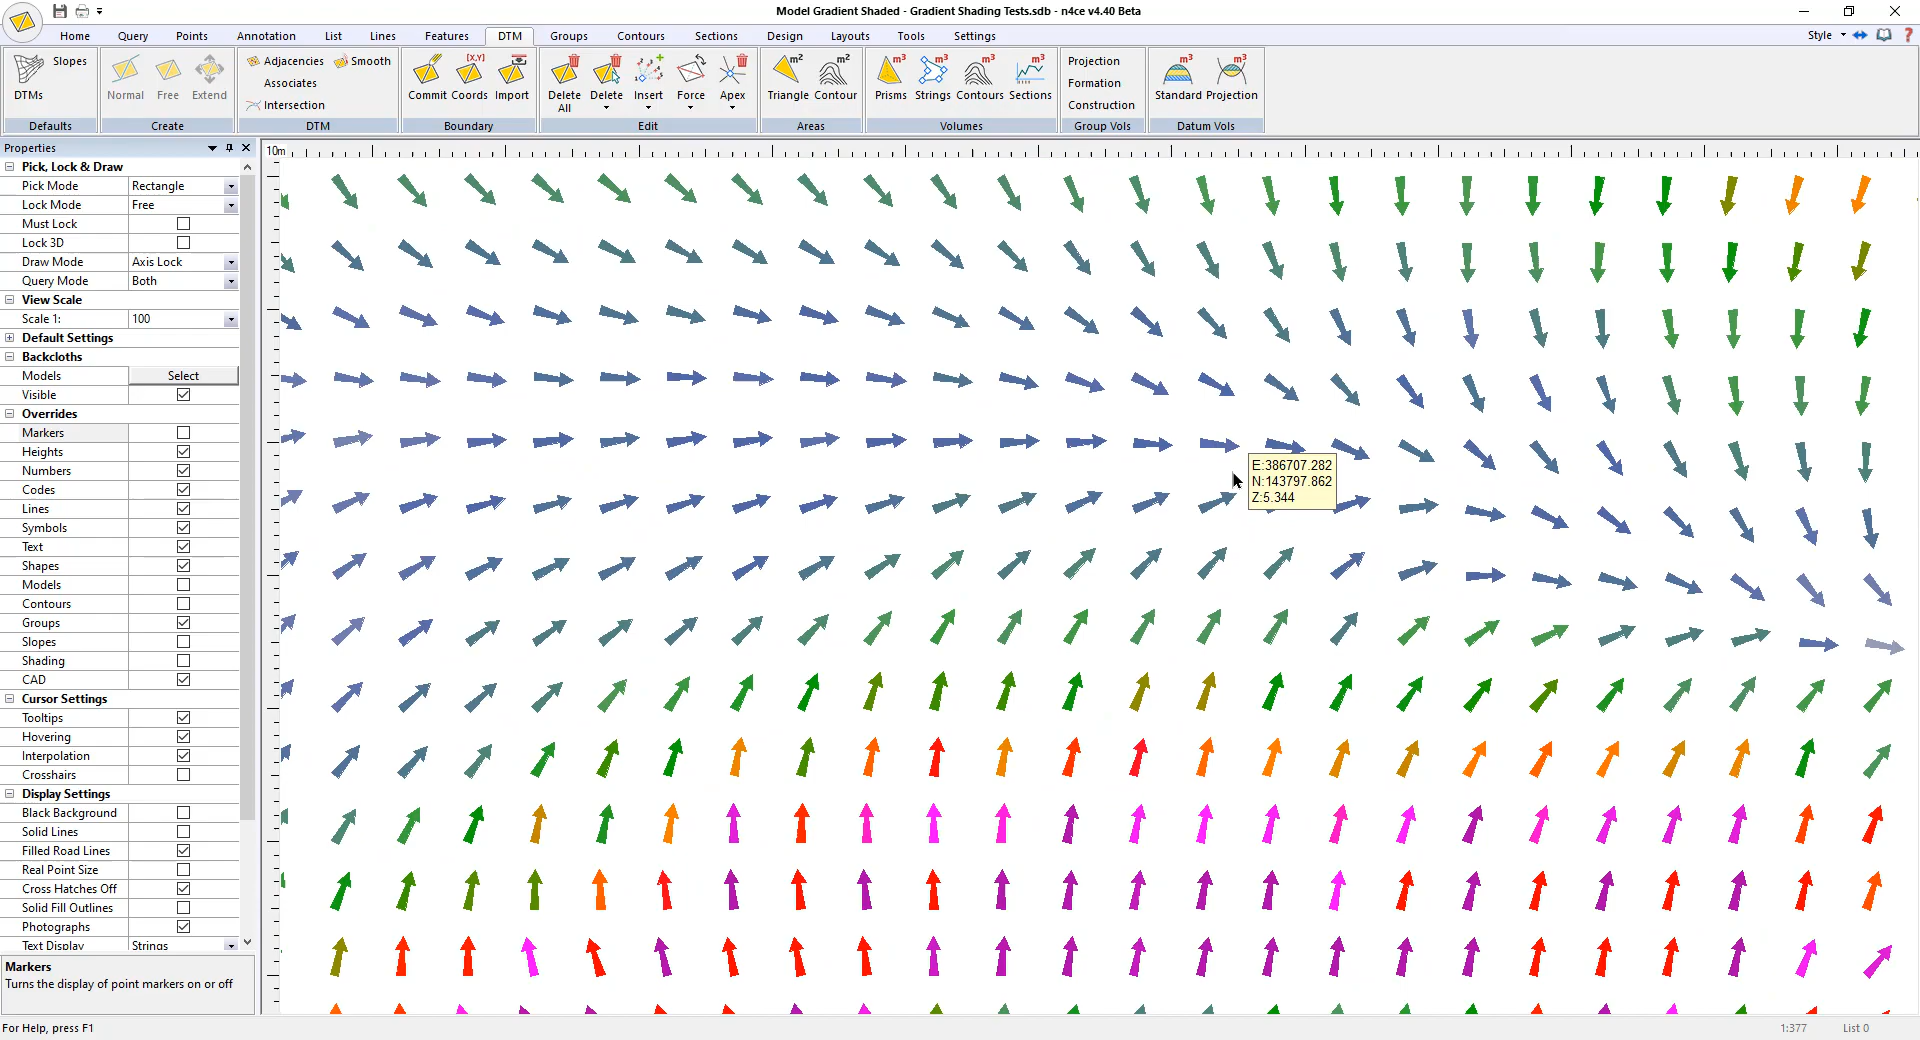 Model Gradient Shaded - Gradient Shading Tests.sdb - n4ce v4.40 Beta
Home Query Points Annotation List Lines Features DTM Groups Contours Sections Design Layouts Tools Settings Style ?
Slopes
DTMs
Defaults
Normal Free Extend
Create
Adjacencies Smooth
Associates
Intersection
DTM
[X,Y]
Commit Coords Import
Boundary
Delete All Delete Insert Force Apex
Edit
m² m²
Triangle Contour
Areas
m³ m³ m³ m³
Prisms Strings Contours Sections
Volumes
Projection
Formation
Construction
Group Vols
m³ m³
Standard Projection
Datum Vols
Properties
10m
Pick, Lock & Draw
Pick Mode Rectangle
Lock Mode Free
Must Lock
Lock 3D
Draw Mode Axis Lock
Query Mode Both
View Scale
Scale 1: 100
Default Settings
Backcloths
Models Select
Visible
Overrides
Markers
Heights
Numbers
Codes
Lines
Symbols
Text
Shapes
Models
Contours
Groups
Slopes
Shading
CAD
Cursor Settings
Tooltips
Hovering
Interpolation
Crosshairs
Display Settings
Black Background
Solid Lines
Filled Road Lines
Real Point Size
Cross Hatches Off
Solid Fill Outlines
Photographs
Text Display Strings
Markers
Turns the display of point markers on or off
E:386707.282
N:143797.862
Z:5.344
For Help, press F1
1:377 List 0